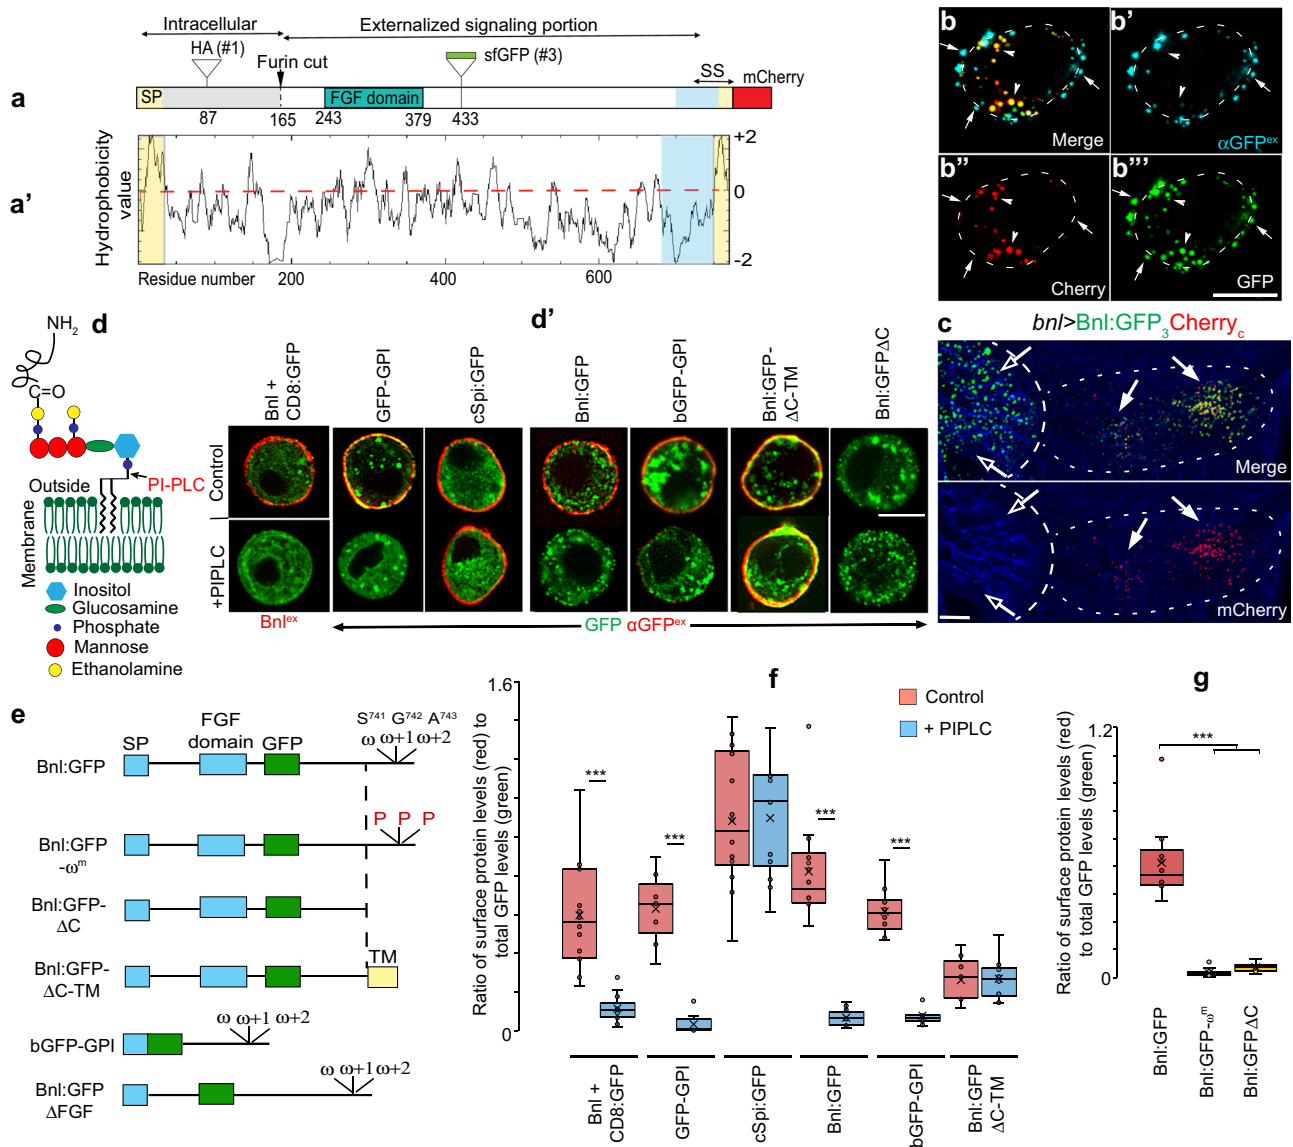 a
Intracellular
Externalized signaling portion
HA (#1)
Furin cut
sfGFP (#3)
SS
mCherry
SP
FGF domain
87
165
243
379
433
a'
Hydrophobicity value
+2
0
-2
Residue number
200
400
600
b
Merge
b'
αGFPᵉˣ
b''
Cherry
b'''
GFP
c
bnl>Bnl:GFP₃Cherry_c
Merge
mCherry
NH₂
C=O
Outside
PI-PLC
Membrane
Inositol
Glucosamine
Phosphate
Mannose
Ethanolamine
d
Bnl + CD8:GFP
GFP-GPI
cSpi:GFP
d'
Bnl:GFP
bGFP-GPI
Bnl:GFP-ΔC-TM
Bnl:GFPΔC
Control
+PIPLC
Bnlᵉˣ
GFP αGFPᵉˣ
e
SP
FGF domain
GFP
S⁷⁴¹ G⁷⁴² A⁷⁴³
ω ω+1 ω+2
Bnl:GFP
P P P
Bnl:GFP
-ωᵐ
Bnl:GFP-
ΔC
TM
Bnl:GFP-
ΔC-TM
ω ω+1 ω+2
bGFP-GPI
ω ω+1 ω+2
Bnl:GFP
ΔFGF
f
Control
+ PIPLC
Ratio of surface protein levels (red) to
total GFP levels (green)
1.6
0
***
***
***
***
Bnl +
CD8:GFP
GFP-GPI
cSpi:GFP
Bnl:GFP
bGFP-GPI
Bnl:GFP
ΔC-TM
g
Ratio of surface protein levels (red)
to total GFP levels (green)
1.2
0
***
Bnl:GFP
Bnl:GFP-ωᵐ
Bnl:GFPΔC